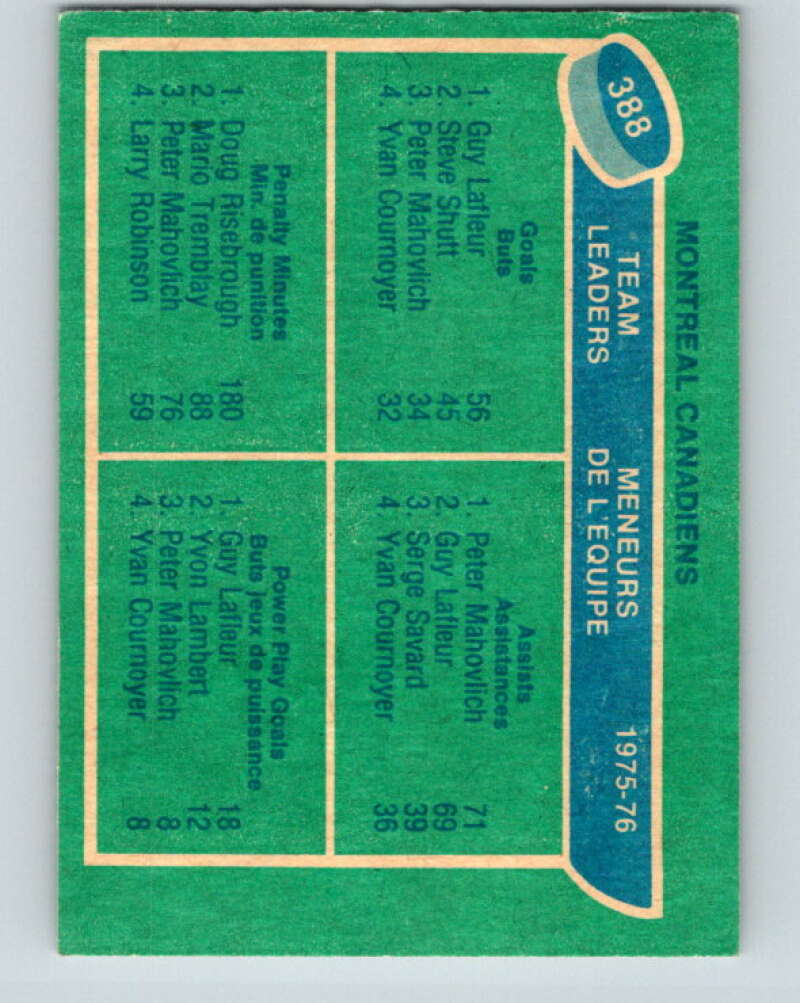 MONTREAL CANADIENS
388
TEAM LEADERS MENEURS DE L'ÉQUIPE 1975-76
Goals
Buts
1. Guy Lafleur 56
2. Steve Shutt 45
3. Peter Mahovlich 34
4. Yvan Cournoyer 32
Assists
Assistances
1. Peter Mahovlich 71
2. Guy Lafleur 69
3. Serge Savard 39
4. Yvan Cournoyer 36
Penalty Minutes
Min. de punition
1. Doug Risebrough 180
2. Mario Tremblay 88
3. Peter Mahovlich 76
4. Larry Robinson 59
Power Play Goals
Buts jeux de puissance
1. Guy Lafleur 18
2. Yvon Lambert 12
3. Peter Mahovlich 8
4. Yvan Cournoyer 8